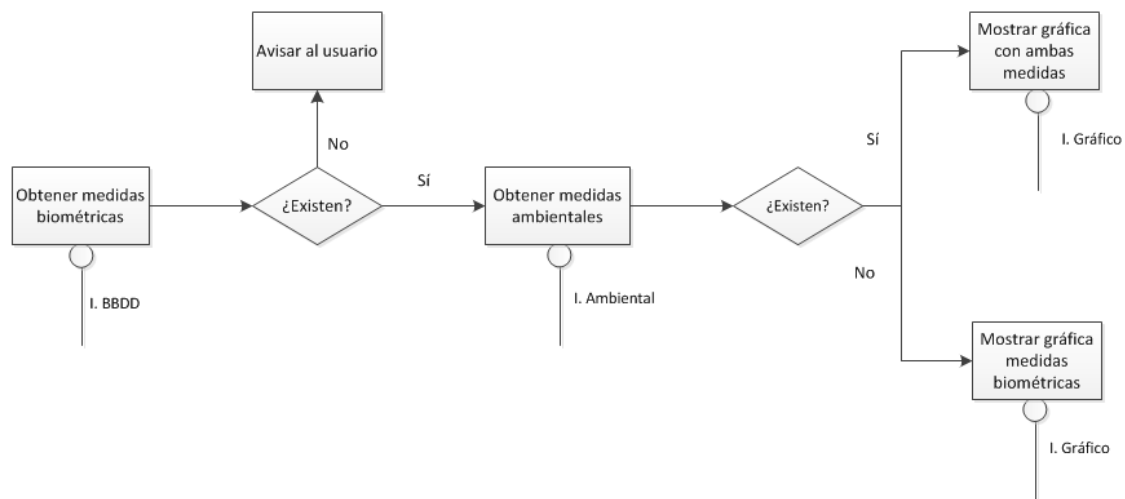 Avisar al usuario
No
Obtener medidas
biométricas
I. BBDD
¿Existen?
Sí
Obtener medidas
ambientales
I. Ambiental
¿Existen?
Sí
Mostrar gráfica
con ambas
medidas
I. Gráfico
No
Mostrar gráfica
medidas
biométricas
I. Gráfico